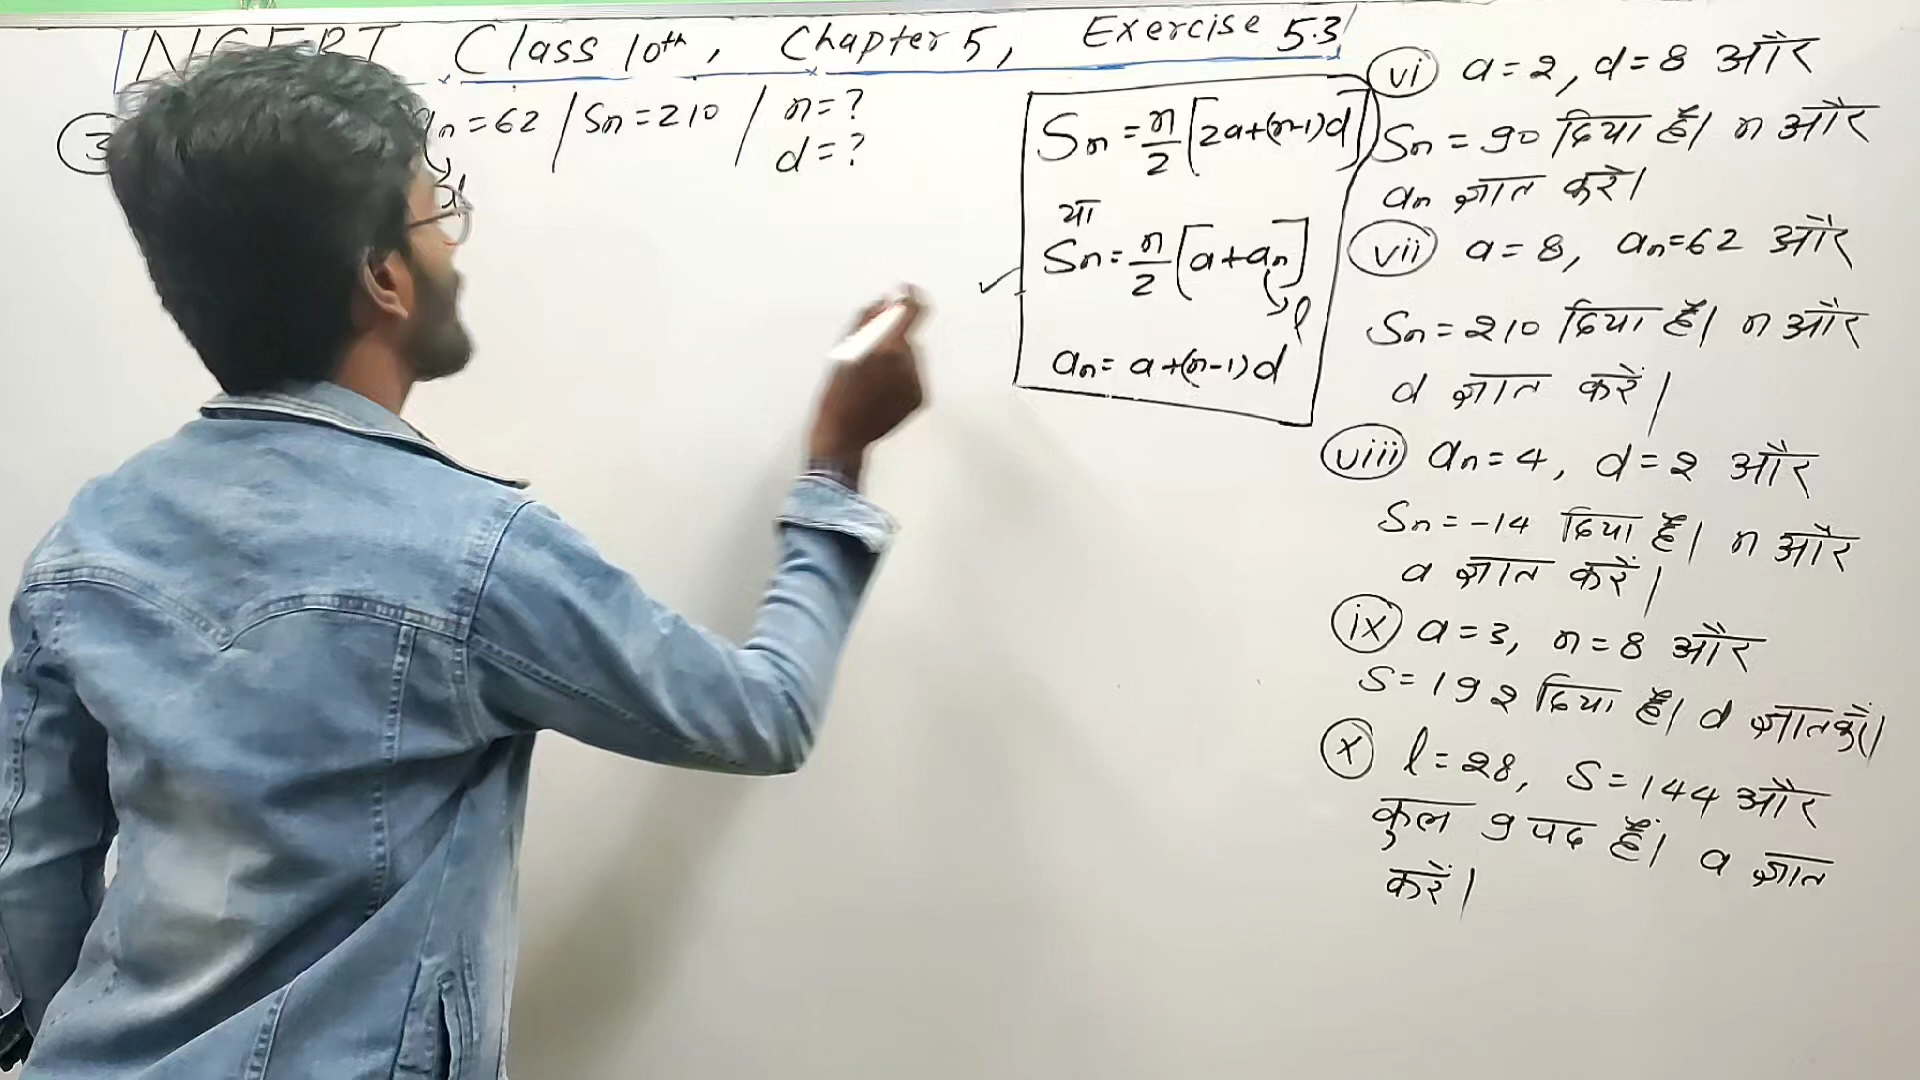 NCERT Class 10th, Chapter 5, Exercise 5.3
3
an = 62 / Sn = 210 / n = ?
d = ?
l
Sn = n/2 [2a+(n-1)d]
या
Sn = n/2 [a+an]
l
an = a+(n-1)d
(vi) a = 2, d = 8 और
Sn = 90 दिया है। n और
an ज्ञात करें।
(vii) a = 8, an = 62 और
Sn = 210 दिया है। n और
d ज्ञात करें।
(viii) an = 4, d = 2 और
Sn = -14 दिया है। n और
a ज्ञात करें।
(ix) a = 3, n = 8 और
S = 192 दिया है। d ज्ञात करें।
(x) l = 28, S = 144 और
कुल 9 पद हैं। a ज्ञात
करें।